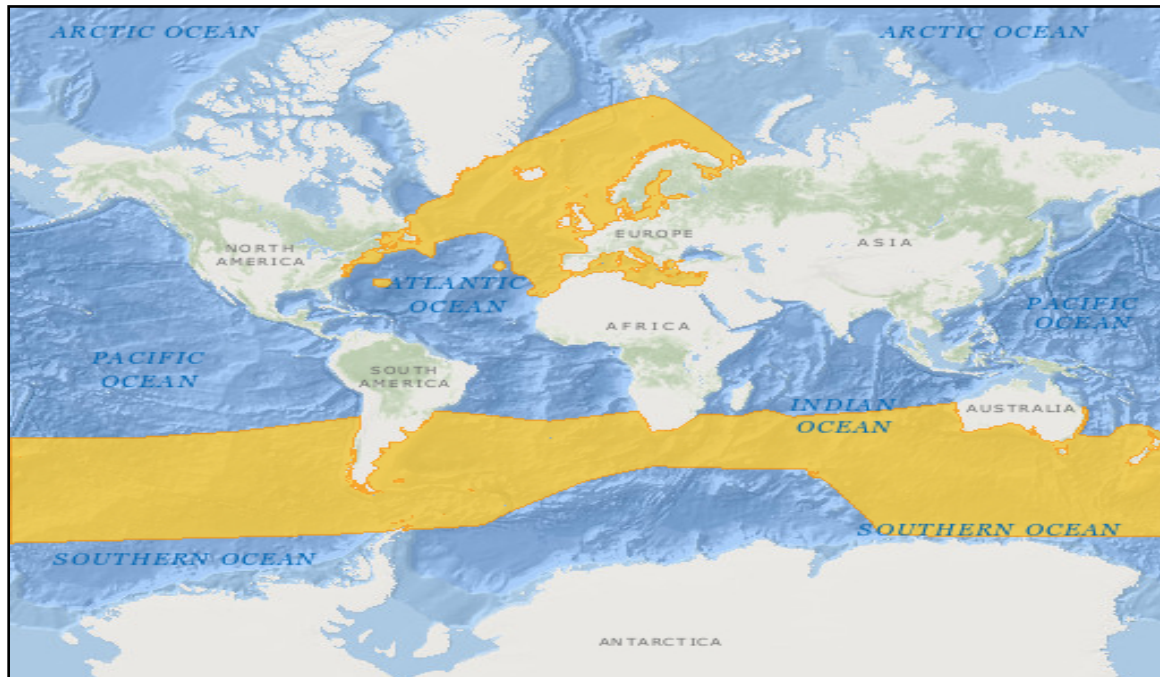 ARCTIC OCEAN
ARCTIC OCEAN
NORTH
AMERICA
EUROPE
ASIA
ATLANTIC
OCEAN
PACIFIC
OCEAN
AFRICA
PACIFIC
OCEAN
SOUTH
AMERICA
INDIAN
OCEAN
AUSTRALIA
SOUTHERN OCEAN
SOUTHERN OCEAN
ANTARCTICA